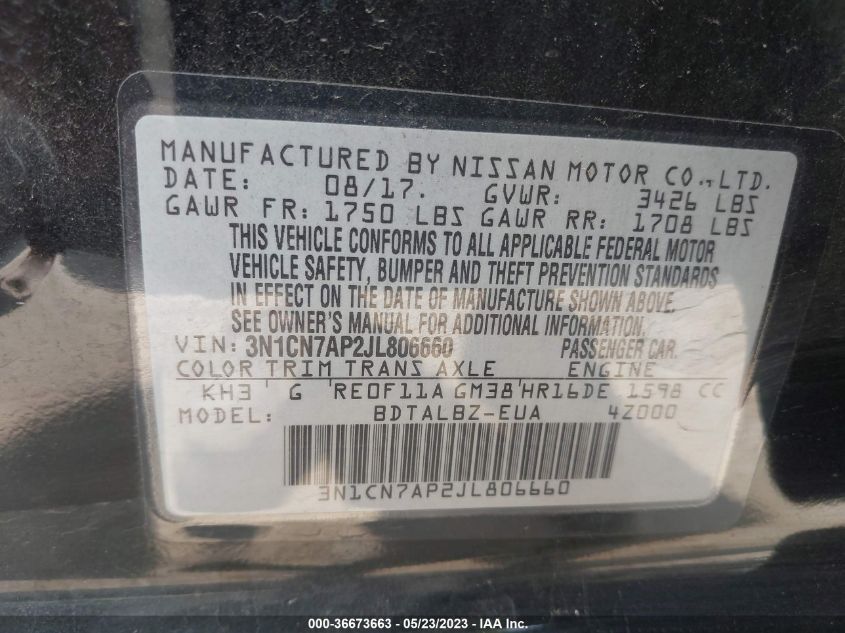 MANUFACTURED BY NISSAN MOTOR CO., LTD.
DATE: 08/17. GVWR: 3426 LBS
GAWR FR: 1750 LBS GAWR RR: 1708 LBS
THIS VEHICLE CONFORMS TO ALL APPLICABLE FEDERAL MOTOR
VEHICLE SAFETY, BUMPER AND THEFT PREVENTION STANDARDS
IN EFFECT ON THE DATE OF MANUFACTURE SHOWN ABOVE.
SEE OWNER'S MANUAL FOR ADDITIONAL INFORMATION.
VIN: 3N1CN7AP2JL806660 PASSENGER CAR.
COLOR TRIM TRANS AXLE ENGINE
KH3 G RE0F11A GM38 HR16DE 1598 CC
MODEL: BDTALBZ-EUA 4Z000
3N1CN7AP2JL806660
000-36673663 — 05/23/2023 — IAA Inc.